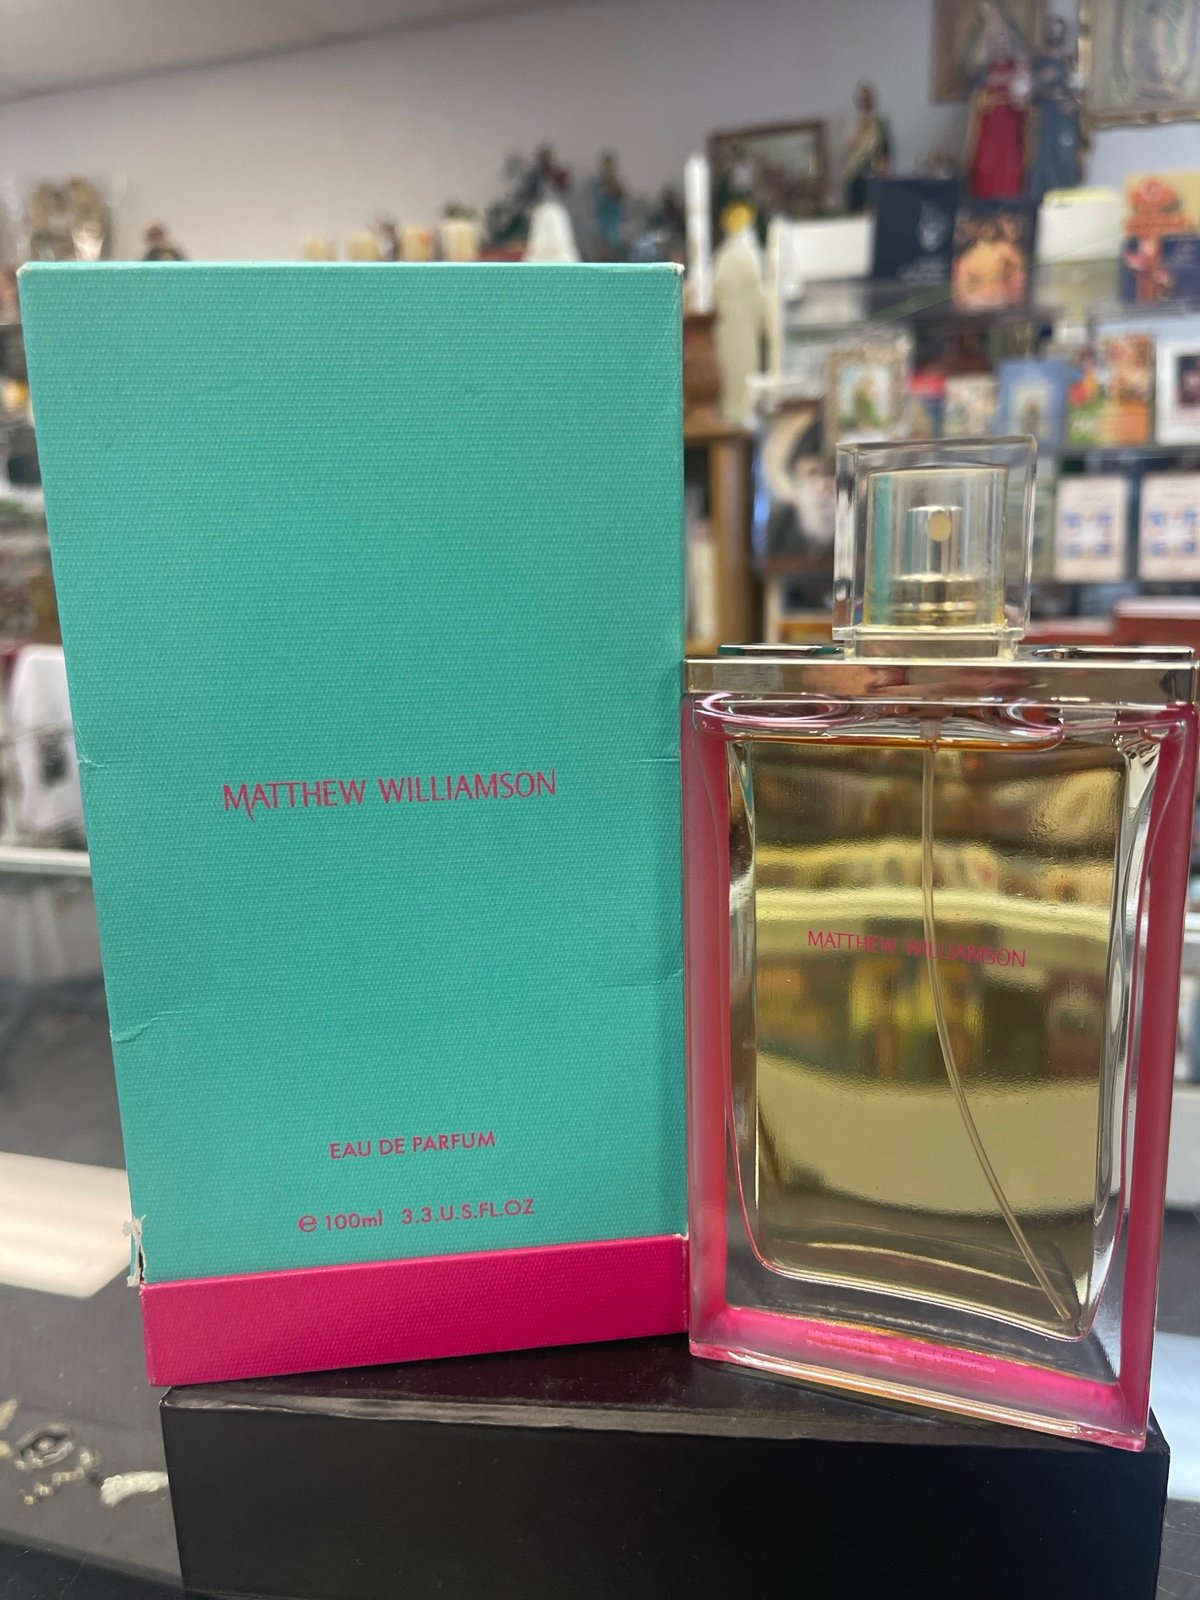 MATTHEW WILLIAMSON
EAU DE PARFUM
℮ 100ml 3.3.U.S.FL.OZ
MATTHEW WILLIAMSON